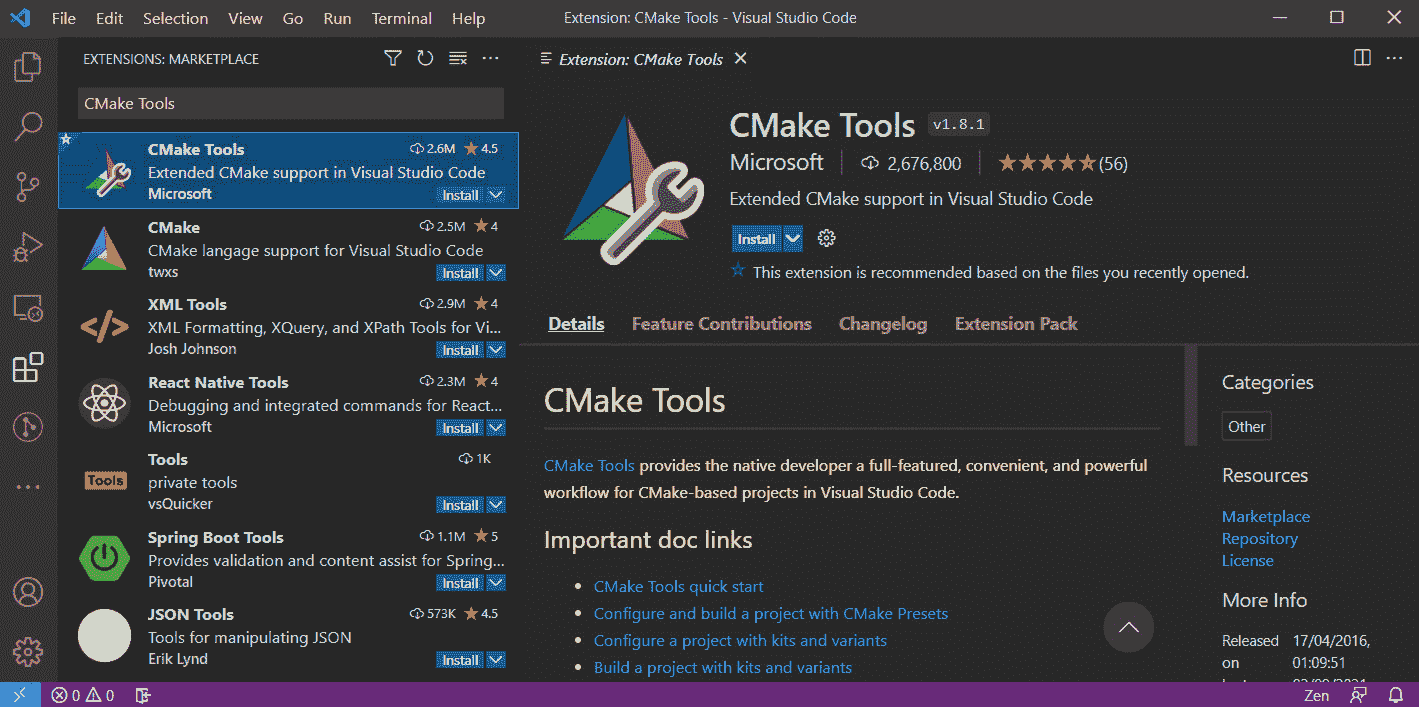 File Edit Selection View Go Run Terminal Help
Extension: CMake Tools - Visual Studio Code
EXTENSIONS: MARKETPLACE
CMake Tools
CMake Tools 2.6M 4.5
Extended CMake support in Visual Studio Code
Microsoft Install
CMake 2.5M 4
CMake langage support for Visual Studio Code
twxs Install
XML Tools 2.9M 4
XML Formatting, XQuery, and XPath Tools for Vi...
Josh Johnson Install
React Native Tools 2.3M 4
Debugging and integrated commands for React...
Microsoft Install
Tools 1K
Tools
private tools
vsQuicker Install
Spring Boot Tools 1.1M 5
Provides validation and content assist for Spring...
Pivotal Install
JSON Tools 573K 4.5
Tools for manipulating JSON
Erik Lynd Install
Extension: CMake Tools
CMake Tools v1.8.1
Microsoft 2,676,800 (56)
Extended CMake support in Visual Studio Code
Install
This extension is recommended based on the files you recently opened.
Details Feature Contributions Changelog Extension Pack
CMake Tools
CMake Tools provides the native developer a full-featured, convenient, and powerful
workflow for CMake-based projects in Visual Studio Code.
Important doc links
• CMake Tools quick start
• Configure and build a project with CMake Presets
• Configure a project with kits and variants
• Build a project with kits and variants
Categories
Other
Resources
Marketplace
Repository
License
More Info
Released 17/04/2016,
on 01:09:51
0 0
Zen